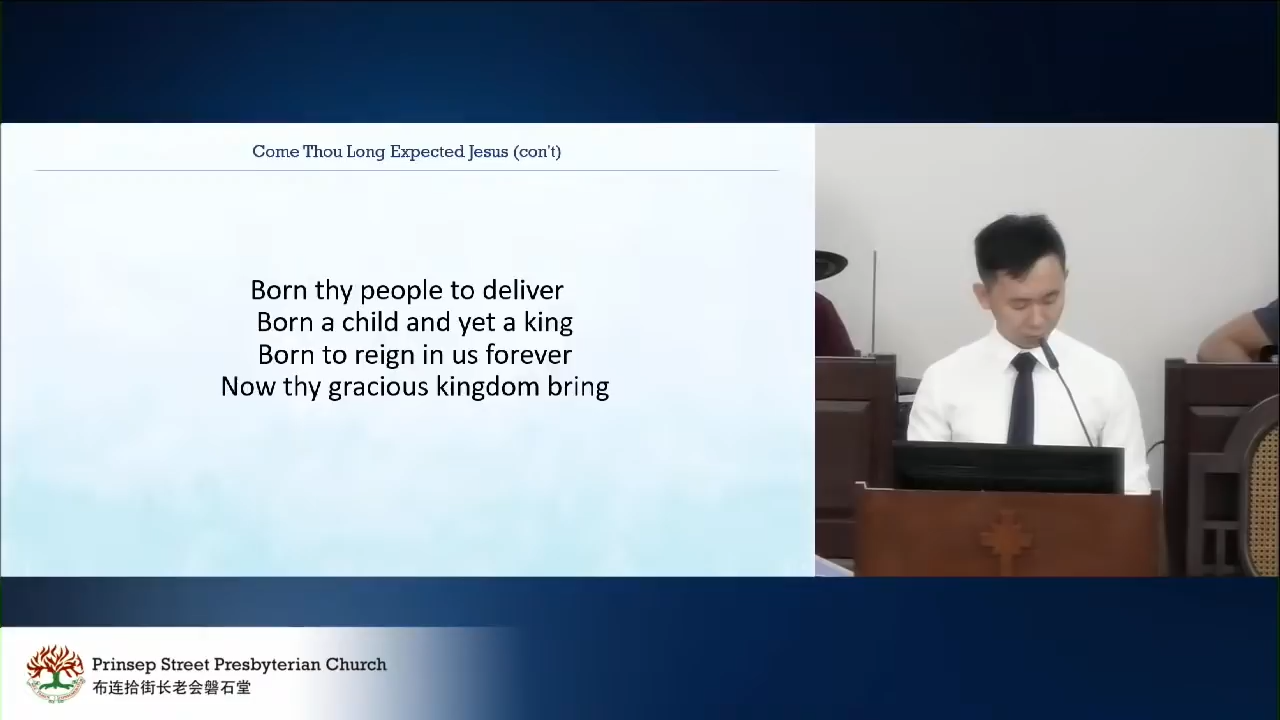 Come Thou Long Expected Jesus (con't)
Born thy people to deliver
Born a child and yet a king
Born to reign in us forever
Now thy gracious kingdom bring
Prinsep Street Presbyterian Church
布连拾街长老会磐石堂